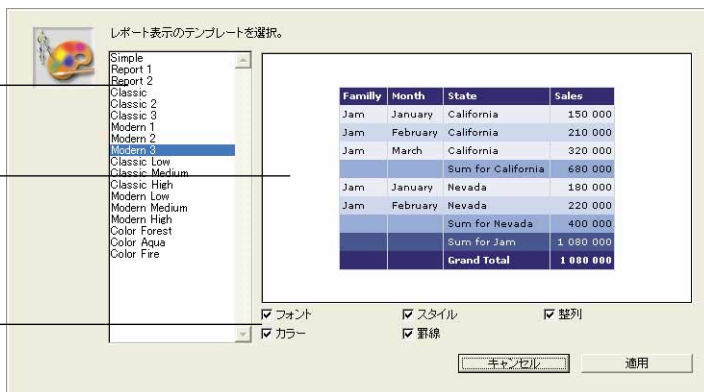 レポート表示のテンプレートを選択。
Simple
Report 1
Report 2
Classic
Classic 2
Classic 3
Modern 1
Modern 2
Modern 3
Classic Low
Classic Medium
Classic High
Modern Low
Modern Medium
Modern High
Color Forest
Color Aqua
Color Fire
Familly Month State Sales
Jam January California 150 000
Jam February California 210 000
Jam March California 320 000
Sum for California 680 000
Jam January Nevada 180 000
Jam February Nevada 220 000
Sum for Nevada 400 000
Sum for Jam 1 080 000
Grand Total 1 080 000
フォント スタイル 整列
カラー 罫線
キャンセル 適用